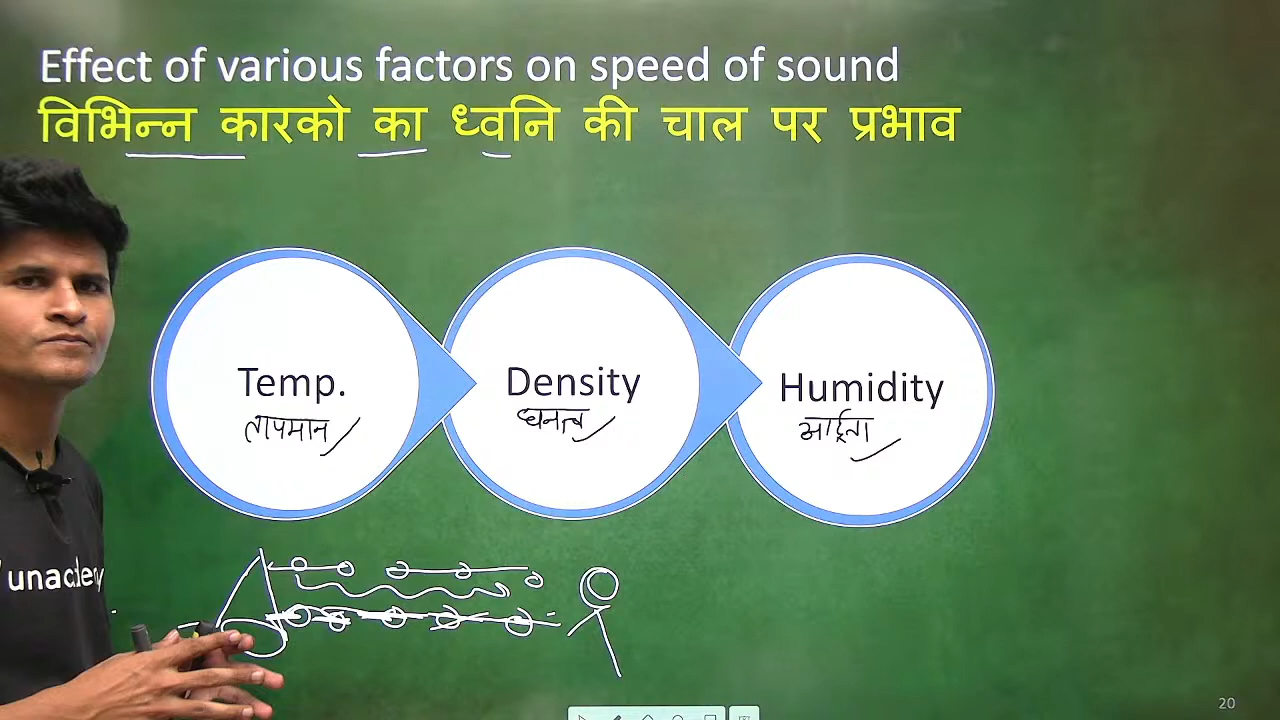 Effect of various factors on speed of sound
विभिन्न कारको का ध्वनि की चाल पर प्रभाव
Temp.
तापमान
Density
घनत्व
Humidity
आर्द्रता
unacademy
20